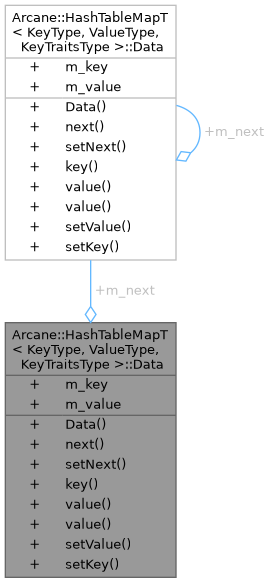 Arcane::HashTableMapT
< KeyType, ValueType,
KeyTraitsType >::Data
+ m_key
+ m_value
+ Data()
+ next()
+ setNext()
+ key()
+ value()
+ value()
+ setValue()
+ setKey()
+m_next
+m_next
Arcane::HashTableMapT
< KeyType, ValueType,
KeyTraitsType >::Data
+ m_key
+ m_value
+ Data()
+ next()
+ setNext()
+ key()
+ value()
+ value()
+ setValue()
+ setKey()